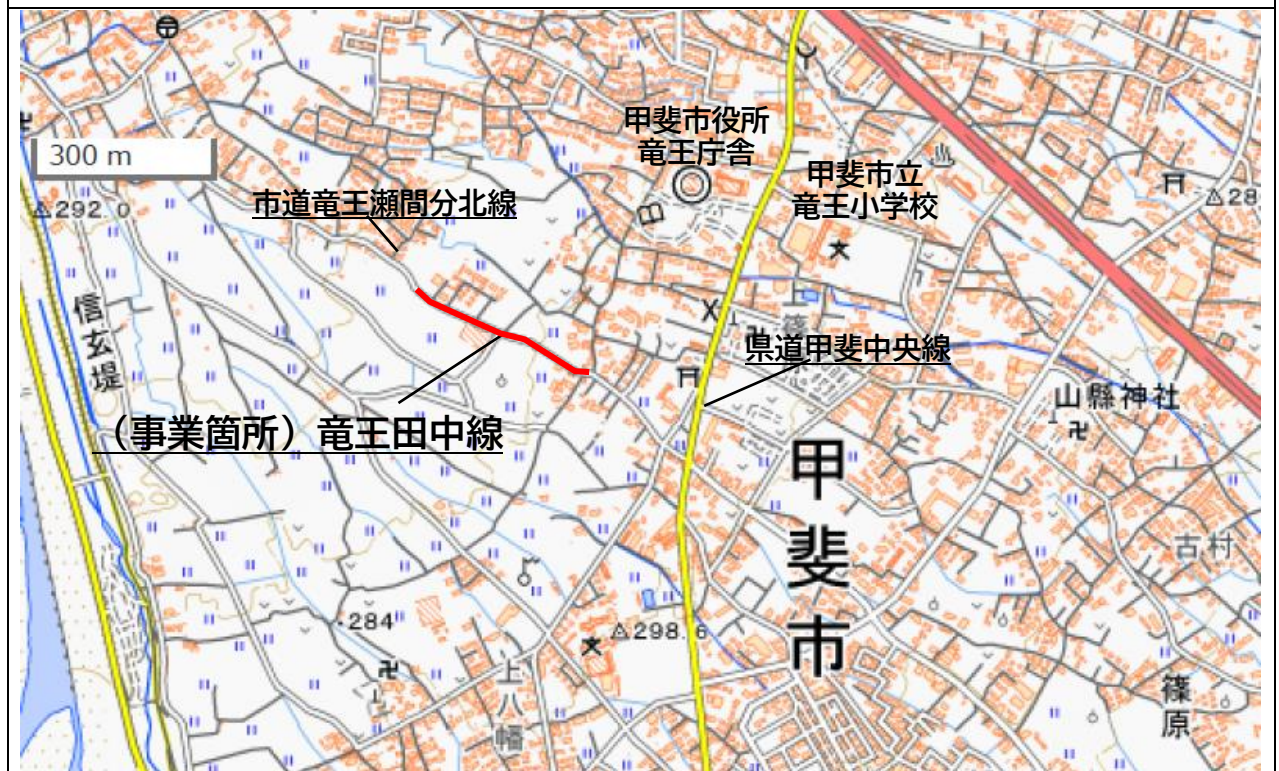 甲斐市役所
竜王庁舎
300 m
甲斐市立
竜王小学校
292.0
市道竜王瀬間分北線
28
信玄堤
上篠
県道甲斐中央線
山縣神社
(事業箇所)竜王田中線
甲斐市
古村
284
298.6
上八幡
篠原